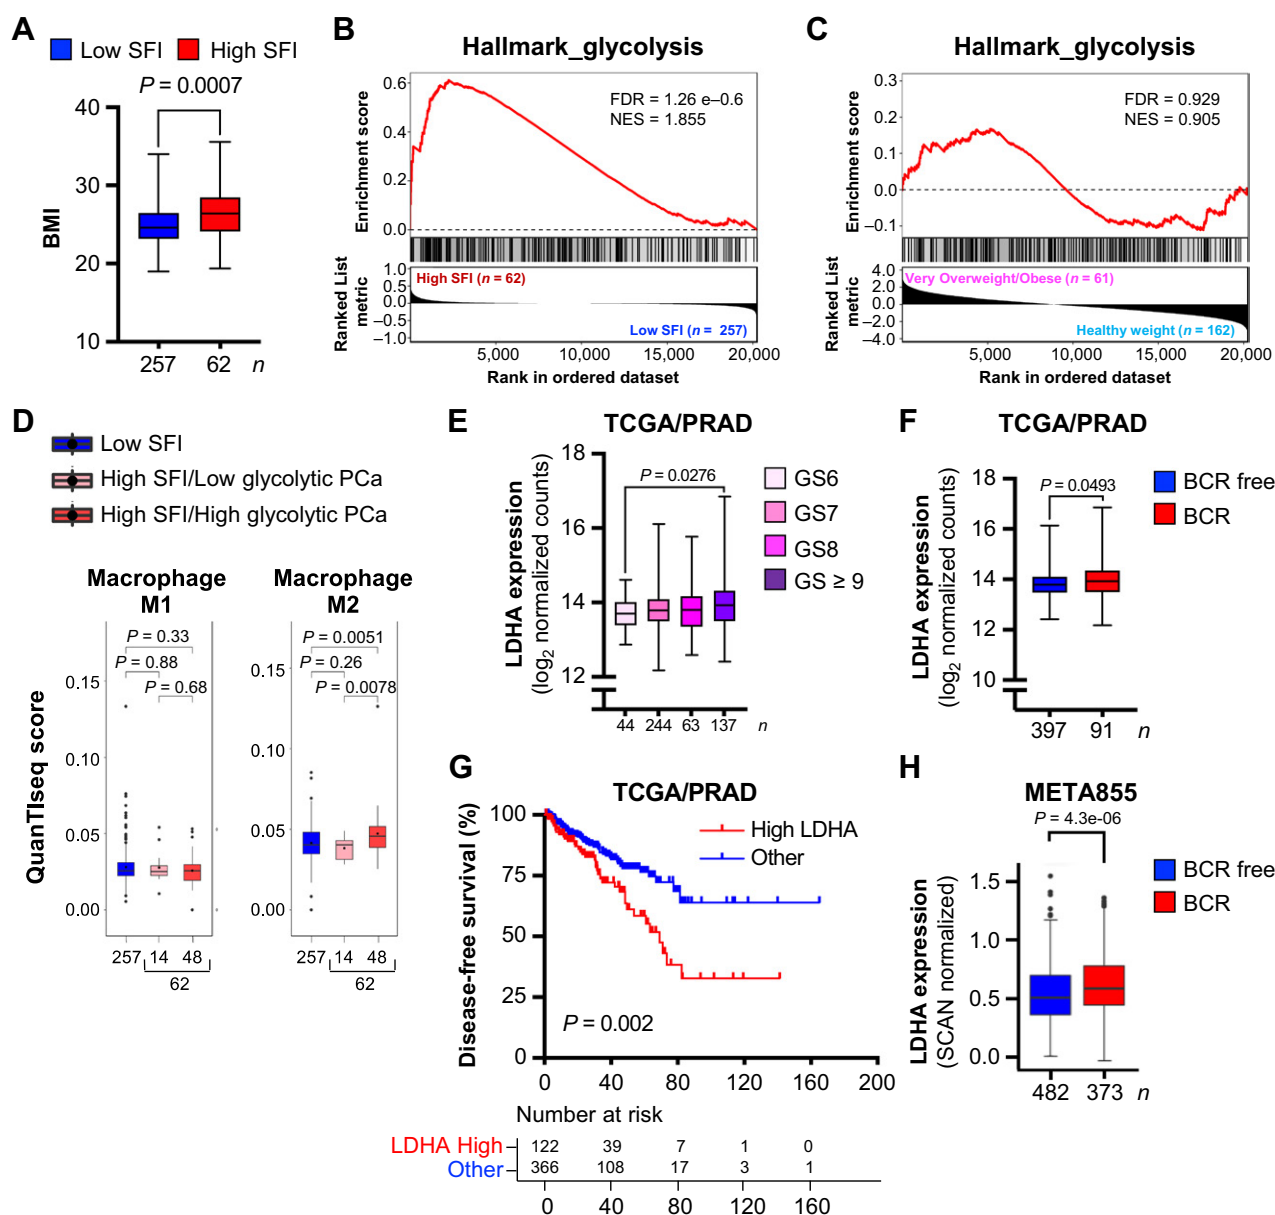 A
Low SFI
High SFI
P = 0.0007
40
30
20
10
BMI
257
62
n
B
Hallmark_glycolysis
FDR = 1.26 e–0.6
NES = 1.855
Enrichment score
0.6
0.4
0.2
0.0
Ranked List
metric
1.0
0.5
0.0
–0.5
–1.0
High SFI (n = 62)
Low SFI (n = 257)
5,000
10,000
15,000
20,000
Rank in ordered dataset
C
Hallmark_glycolysis
FDR = 0.929
NES = 0.905
Enrichment score
0.3
0.2
0.1
0.0
–0.1
Ranked List
metric
4.0
2.0
0.0
–2.0
–4.0
Very Overweight/Obese (n = 61)
Healthy weight (n = 162)
5,000
10,000
15,000
20,000
Rank in ordered dataset
D
Low SFI
High SFI/Low glycolytic PCa
High SFI/High glycolytic PCa
Macrophage
M1
P = 0.33
P = 0.88
P = 0.68
QuanTIseq score
0.15
0.10
0.05
0.00
257
14
48
62
Macrophage
M2
P = 0.0051
P = 0.26
P = 0.0078
0.15
0.10
0.05
0.00
257
14
48
62
E
TCGA/PRAD
P = 0.0276
LDHA expression
(log2 normalized counts)
18
16
14
12
44
244
63
137
n
GS6
GS7
GS8
GS ≥ 9
F
TCGA/PRAD
P = 0.0493
LDHA expression
(log2 normalized counts)
18
16
14
12
10
397
91
n
BCR free
BCR
G
TCGA/PRAD
High LDHA
Other
Disease-free survival (%)
100
75
50
25
0
P = 0.002
0
40
80
120
160
200
Number at risk
LDHA High
122
39
7
1
0
Other
366
108
17
3
1
0
40
80
120
160
H
META855
P = 4.3e-06
LDHA expression
(SCAN normalized)
1.5
1.0
0.5
0.0
482
373
n
BCR free
BCR